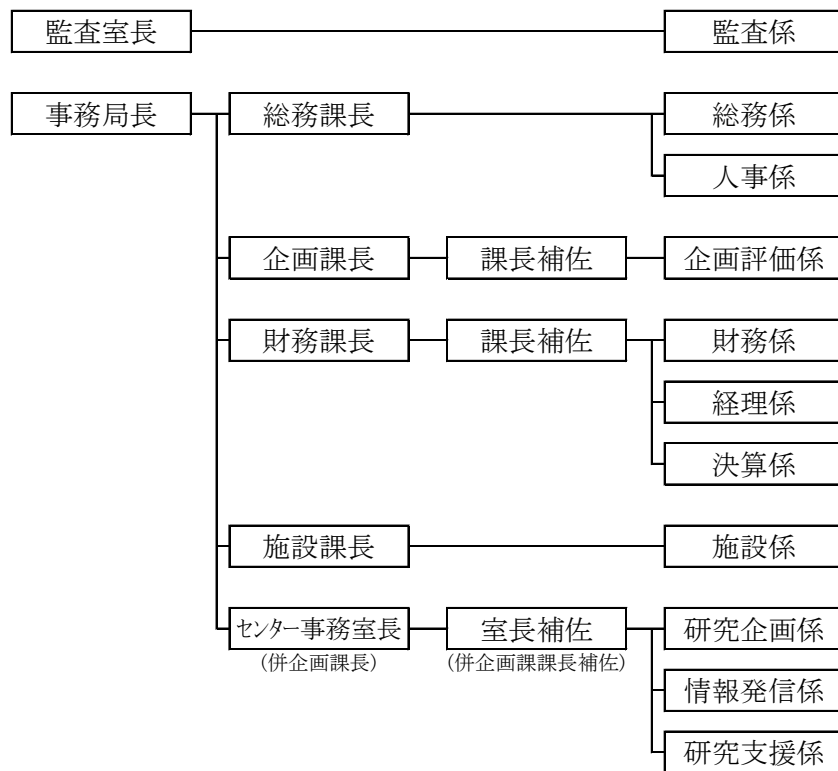 監査室長 監査係
事務局長 総務課長 総務係
人事係
企画課長 課長補佐 企画評価係
財務課長 課長補佐 財務係
経理係
決算係
施設課長 施設係
センター事務室長 室長補佐 研究企画係
(併企画課長) (併企画課課長補佐)
情報発信係
研究支援係